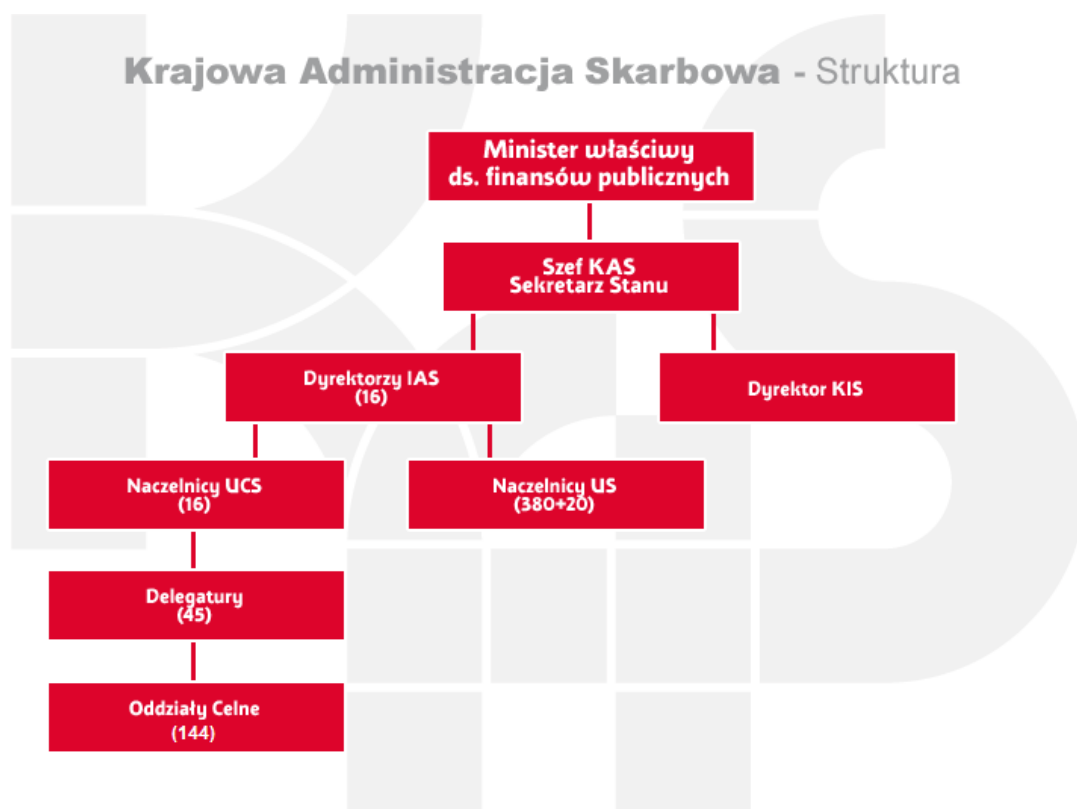 Krajowa Administracja Skarbowa - Struktura
Minister właściwy
ds. finansów publicznych
Szef KAS
Sekretarz Stanu
Dyrektorzy IAS
(16)
Dyrektor KIS
Naczelnicy UCS
(16)
Naczelnicy US
(380+20)
Delegatury
(45)
Oddziały Celne
(144)